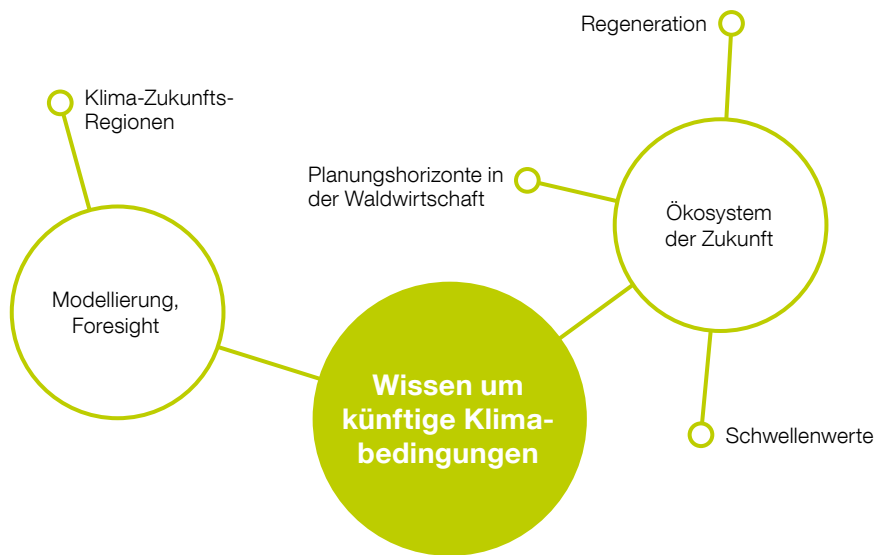 Regeneration
Klima-Zukunfts-
Regionen
Planungshorizonte in
der Waldwirtschaft
Ökosystem
der Zukunft
Modellierung,
Foresight
Wissen um
künftige Klima-
bedingungen
Schwellenwerte